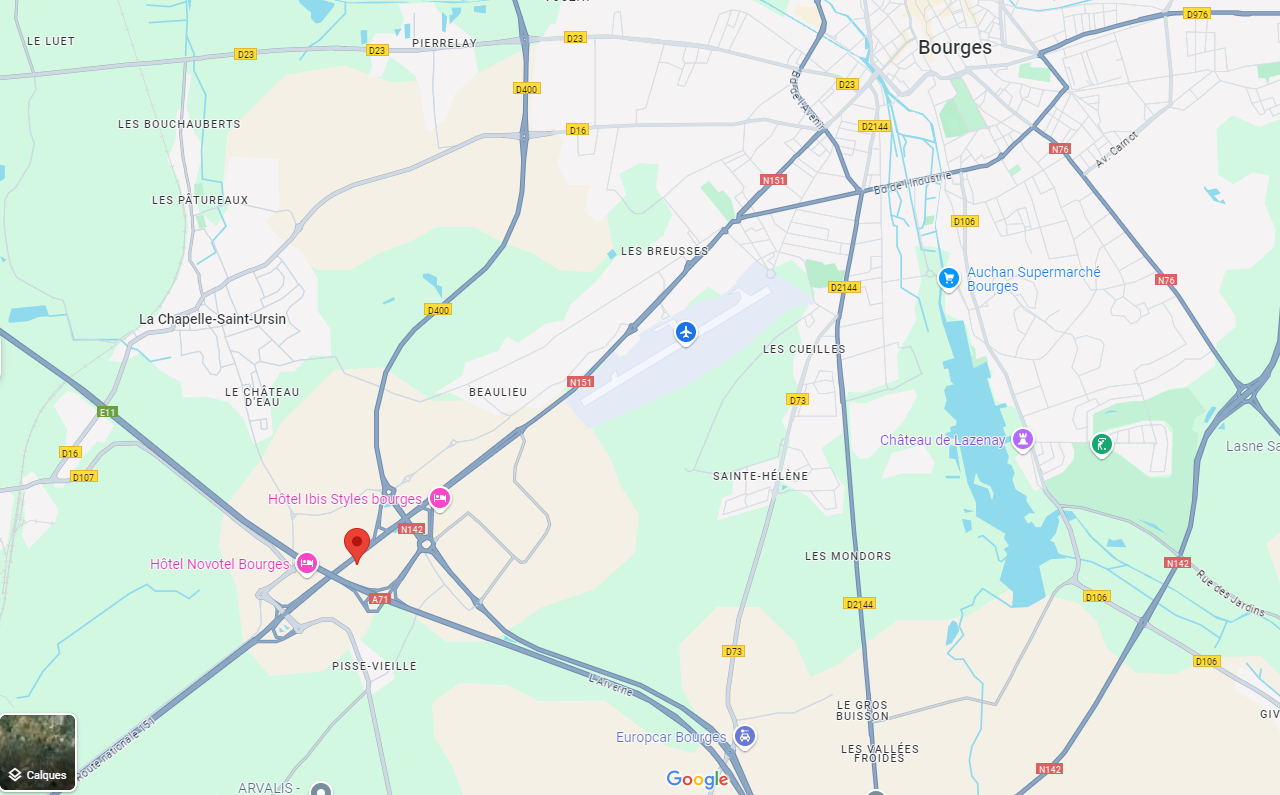 D976
LE LUET
PIERRELAY
D23
D23
D23
Bourges
D400
Bd de l'Avenir
D23
LES BOUCHAUBERTS
D16
D2144
N76
Av. Carnot
N151
Bd de l'Industrie
LES PÂTUREAUX
D106
LES BREUSSES
Auchan Supermarché
Bourges
N76
D2144
D400
La Chapelle-Saint-Ursin
LES CUEILLES
N151
LE CHÂTEAU
D'EAU
BEAULIEU
D73
E11
Château de Lazenay
Lasne Sa
D16
D107
SAINTE-HÉLÈNE
Hôtel Ibis Styles bourges
N142
LES MONDORS
Hôtel Novotel Bourges
N142
Rue des Jardins
A71
D2144
D106
D73
D106
PISSE-VIEILLE
L'Arverne
LE GROS
BUISSON
GIV
Route nationale 151
Europcar Bourges
LES VALLÉES
FROIDES
N142
Calques
Google
ARVALIS -